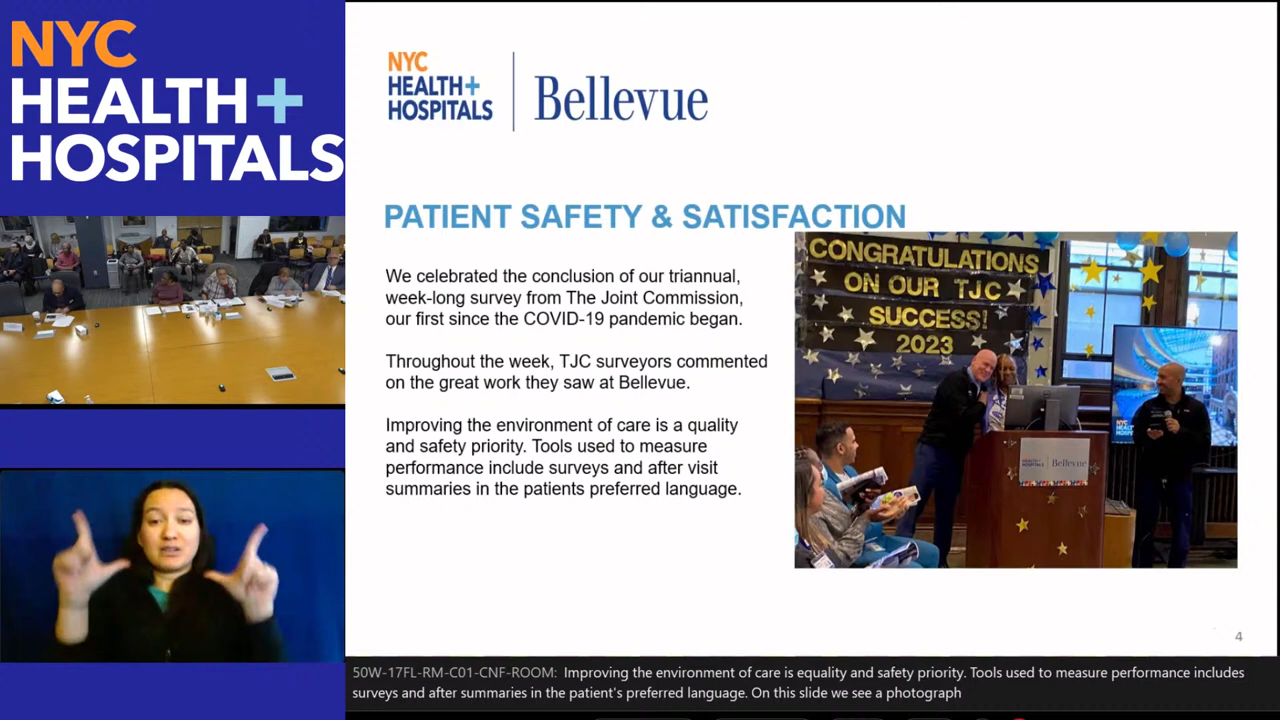 NYC
HEALTH+
HOSPITALS
NYC
HEALTH+
HOSPITALS
Bellevue
PATIENT SAFETY & SATISFACTION
We celebrated the conclusion of our triannual,
week-long survey from The Joint Commission,
our first since the COVID-19 pandemic began.
Throughout the week, TJC surveyors commented
on the great work they saw at Bellevue.
Improving the environment of care is a quality
and safety priority. Tools used to measure
performance include surveys and after visit
summaries in the patients preferred language.
CONGRATULATIONS
ON OUR TJC
SUCCESS!
2023
HEALTH+
HOSPITALS
Bellevue
4
50W-17FL-RM-C01-CNF-ROOM: Improving the environment of care is equality and safety priority. Tools used to measure performance includes
surveys and after summaries in the patient's preferred language. On this slide we see a photograph